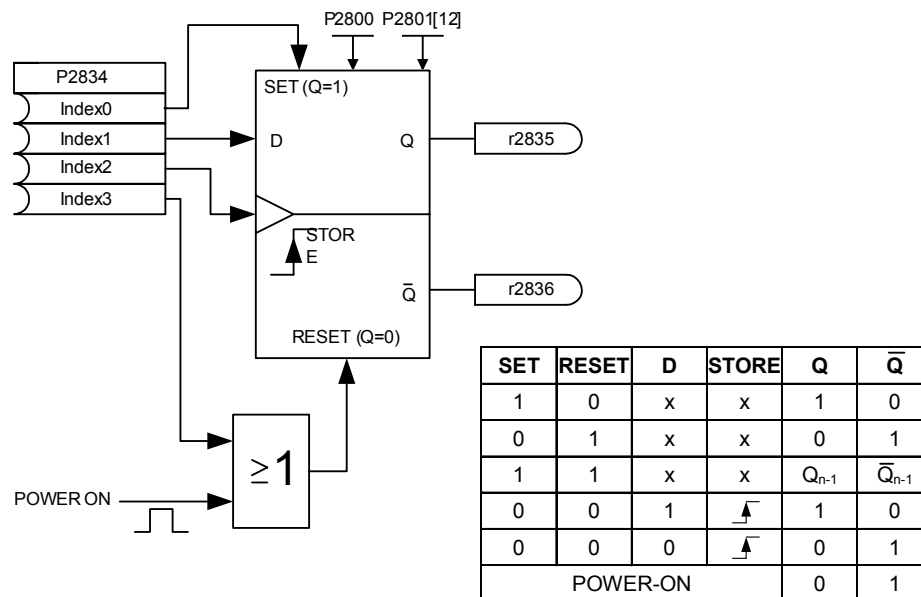 P2800 P2801[12]
P2834
Index0
Index1
Index2
Index3
SET (Q=1)
D
Q
r2835
STOR
E
Q̅
r2836
RESET (Q=0)
≥1
POWER ON
SET RESET D STORE Q Q̅
1 0 x x 1 0
0 1 x x 0 1
1 1 x x Qn-1 Q̅n-1
0 0 1 1 0
0 0 0 0 1
POWER-ON 0 1